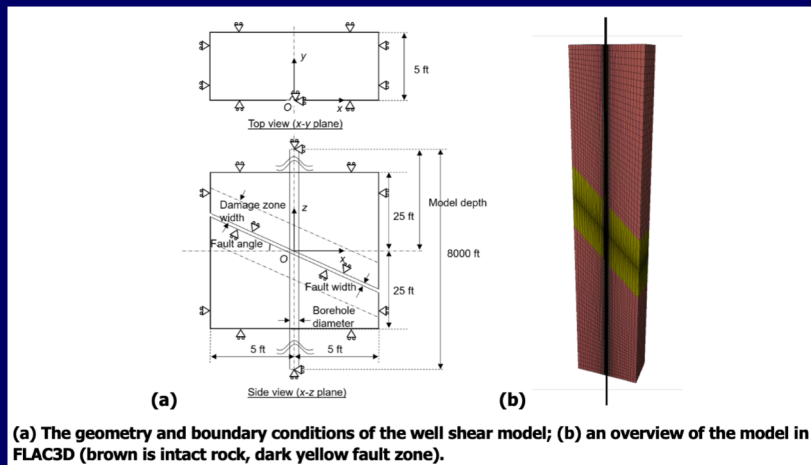 y
5 ft
O
x
Top view (x-y plane)
Damage zone
width
z
25 ft
Model depth
Fault angle
O
x
8000 ft
Fault width
25 ft
Borehole
diameter
5 ft
5 ft
(a)
Side view (x-z plane)
(b)
(a) The geometry and boundary conditions of the well shear model; (b) an overview of the model in
FLAC3D (brown is intact rock, dark yellow fault zone).